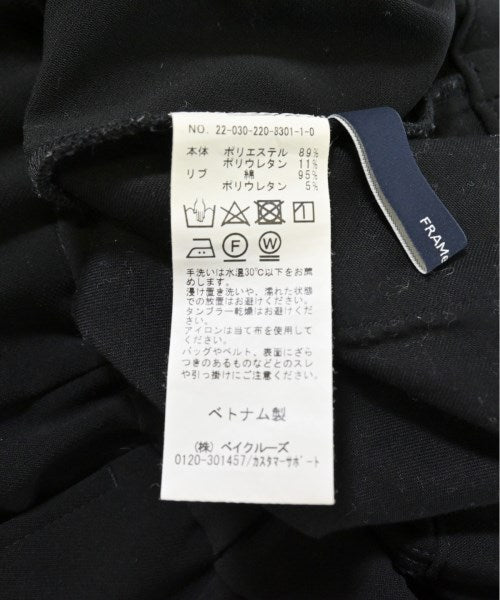 NO. 22-030-220-8301-1-0
本体 ポリエステル 89%
ポリウレタン 11%
リブ 綿 95%
ポリウレタン 5%
1
F W
手洗いは水温30℃以下をお薦
めします。
浸け置き洗いや、濡れた状態
での放置はお避けください。
タンブラー乾燥はお避けください。
アイロンは当て布を使用して
ください。
バッグやベルト、表面にざら
つきのあるものなどとのスレ
や引っ掛けにご注意ください。
ベトナム製
(株) ベイクルーズ
0120-301457/カスタマーサポート
FRAMe